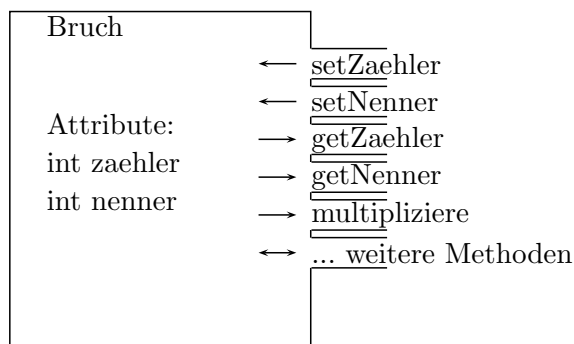 Bruch
setZaehler
setNenner
Attribute:
getZaehler
int zaehler
getNenner
int nenner
multipliziere
... weitere Methoden